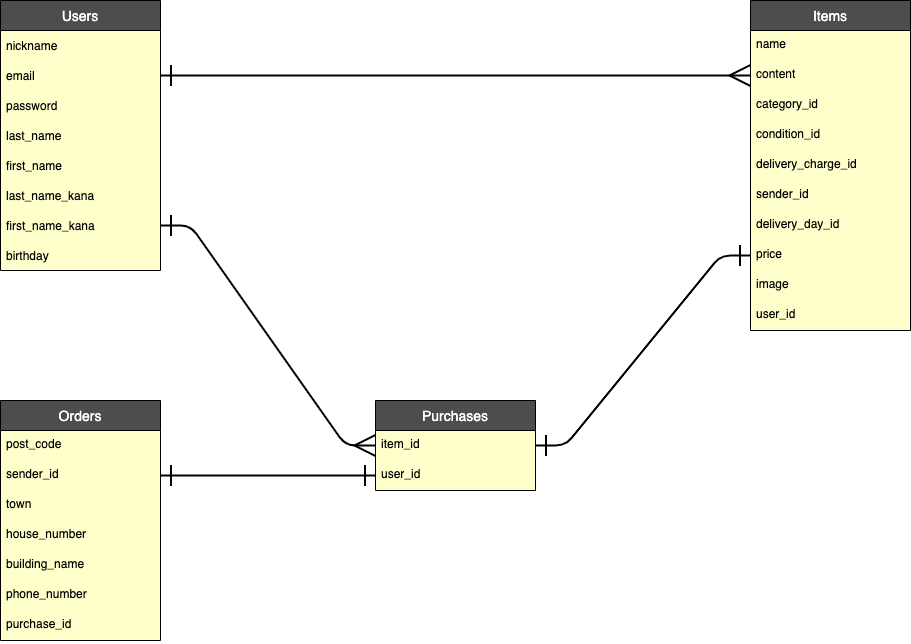 Users
nickname
email
password
last_name
first_name
last_name_kana
first_name_kana
birthday
Items
name
content
category_id
condition_id
delivery_charge_id
sender_id
delivery_day_id
price
image
user_id
Orders
post_code
sender_id
town
house_number
building_name
phone_number
purchase_id
Purchases
item_id
user_id